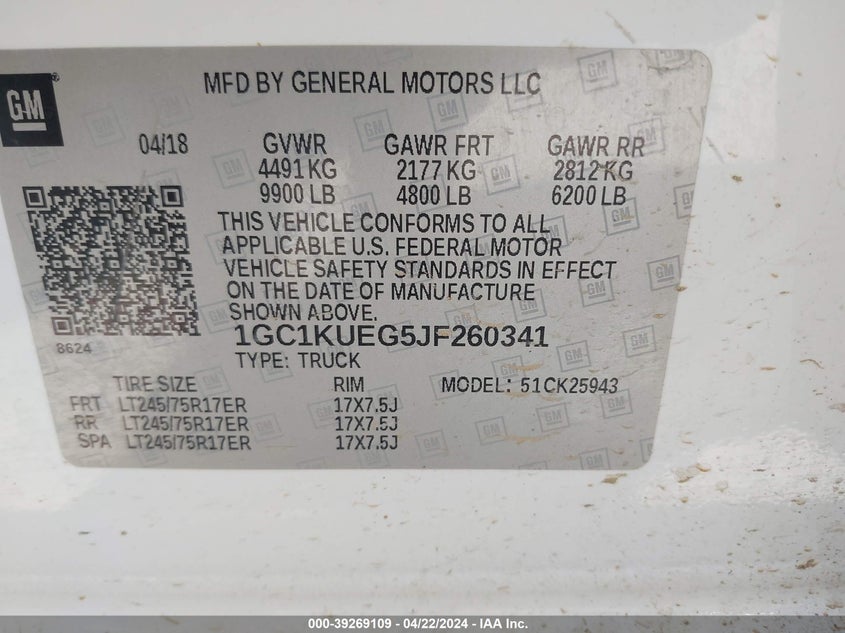 GM
MFD BY GENERAL MOTORS LLC
04/18 GVWR GAWR FRT GAWR RR
4491 KG 2177 KG 2812 KG
9900 LB 4800 LB 6200 LB
THIS VEHICLE CONFORMS TO ALL
APPLICABLE U.S. FEDERAL MOTOR
VEHICLE SAFETY STANDARDS IN EFFECT
ON THE DATE OF MANUFACTURE
SHOWN ABOVE.
8624
1GC1KUEG5JF260341
TYPE: TRUCK
TIRE SIZE RIM MODEL: 51CK25943
FRT LT245/75R17ER 17X7.5J
RR LT245/75R17ER 17X7.5J
SPA LT245/75R17ER 17X7.5J
000-39269109 - 04/22/2024 - IAA Inc.